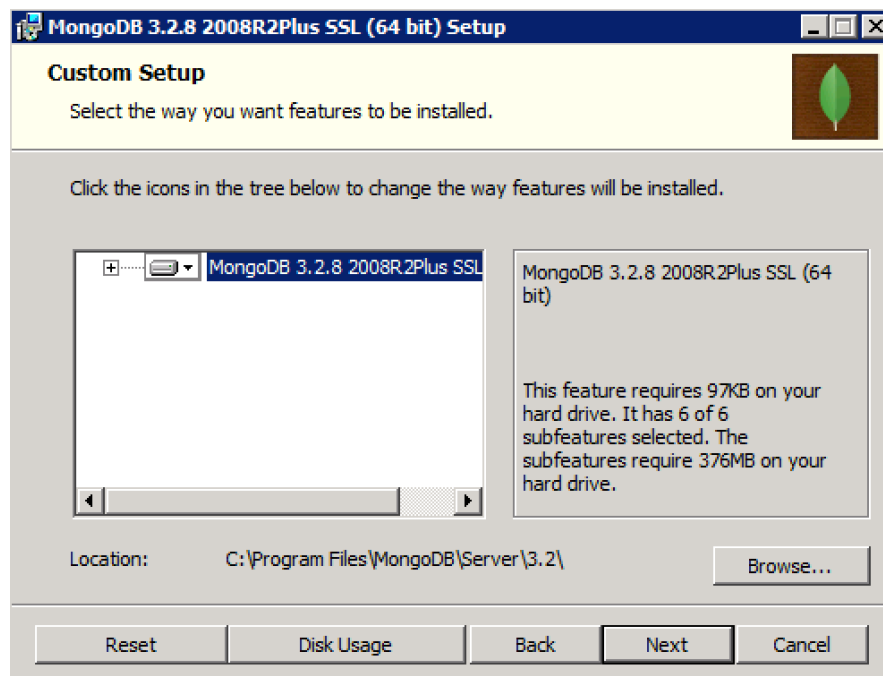 MongoDB 3.2.8 2008R2Plus SSL (64 bit) Setup
Custom Setup
Select the way you want features to be installed.
Click the icons in the tree below to change the way features will be installed.
MongoDB 3.2.8 2008R2Plus SSL
MongoDB 3.2.8 2008R2Plus SSL (64
bit)
This feature requires 97KB on your
hard drive. It has 6 of 6
subfeatures selected. The
subfeatures require 376MB on your
hard drive.
Location:
C:\Program Files\MongoDB\Server\3.2\
Browse...
Reset
Disk Usage
Back
Next
Cancel